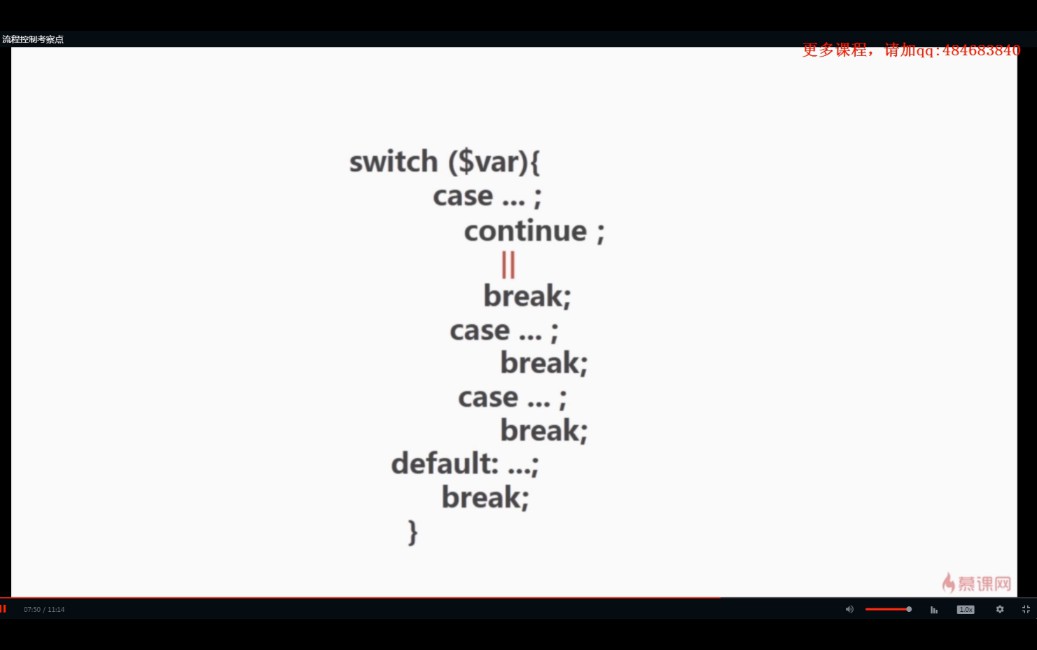 流程控制考察点
更多课程，请加qq:484683840
switch ($var){
case ... ;
continue ;
||
break;
case ... ;
break;
case ... ;
break;
default: ...;
break;
}
慕课网
07:50 / 11:14
1.0x